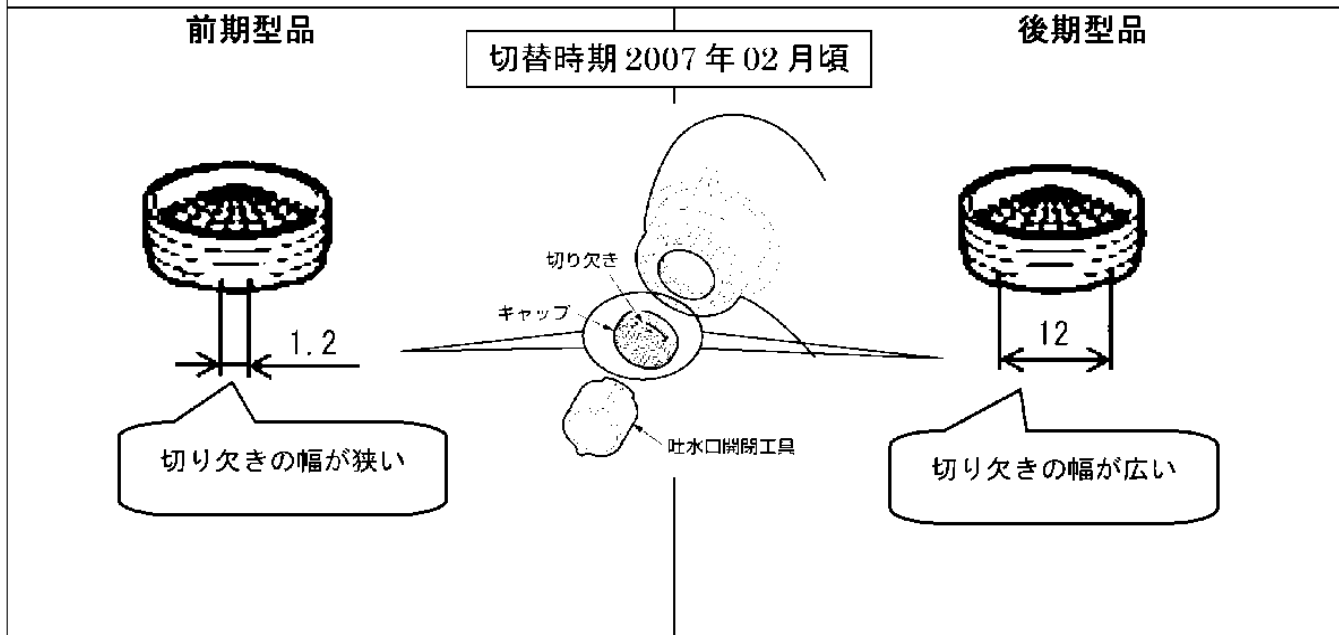 前期型品
切替時期 2007 年 02 月頃
後期型品
切り欠き
キャップ
1.2
12
切り欠きの幅が狭い
吐水口開閉工具
切り欠きの幅が広い